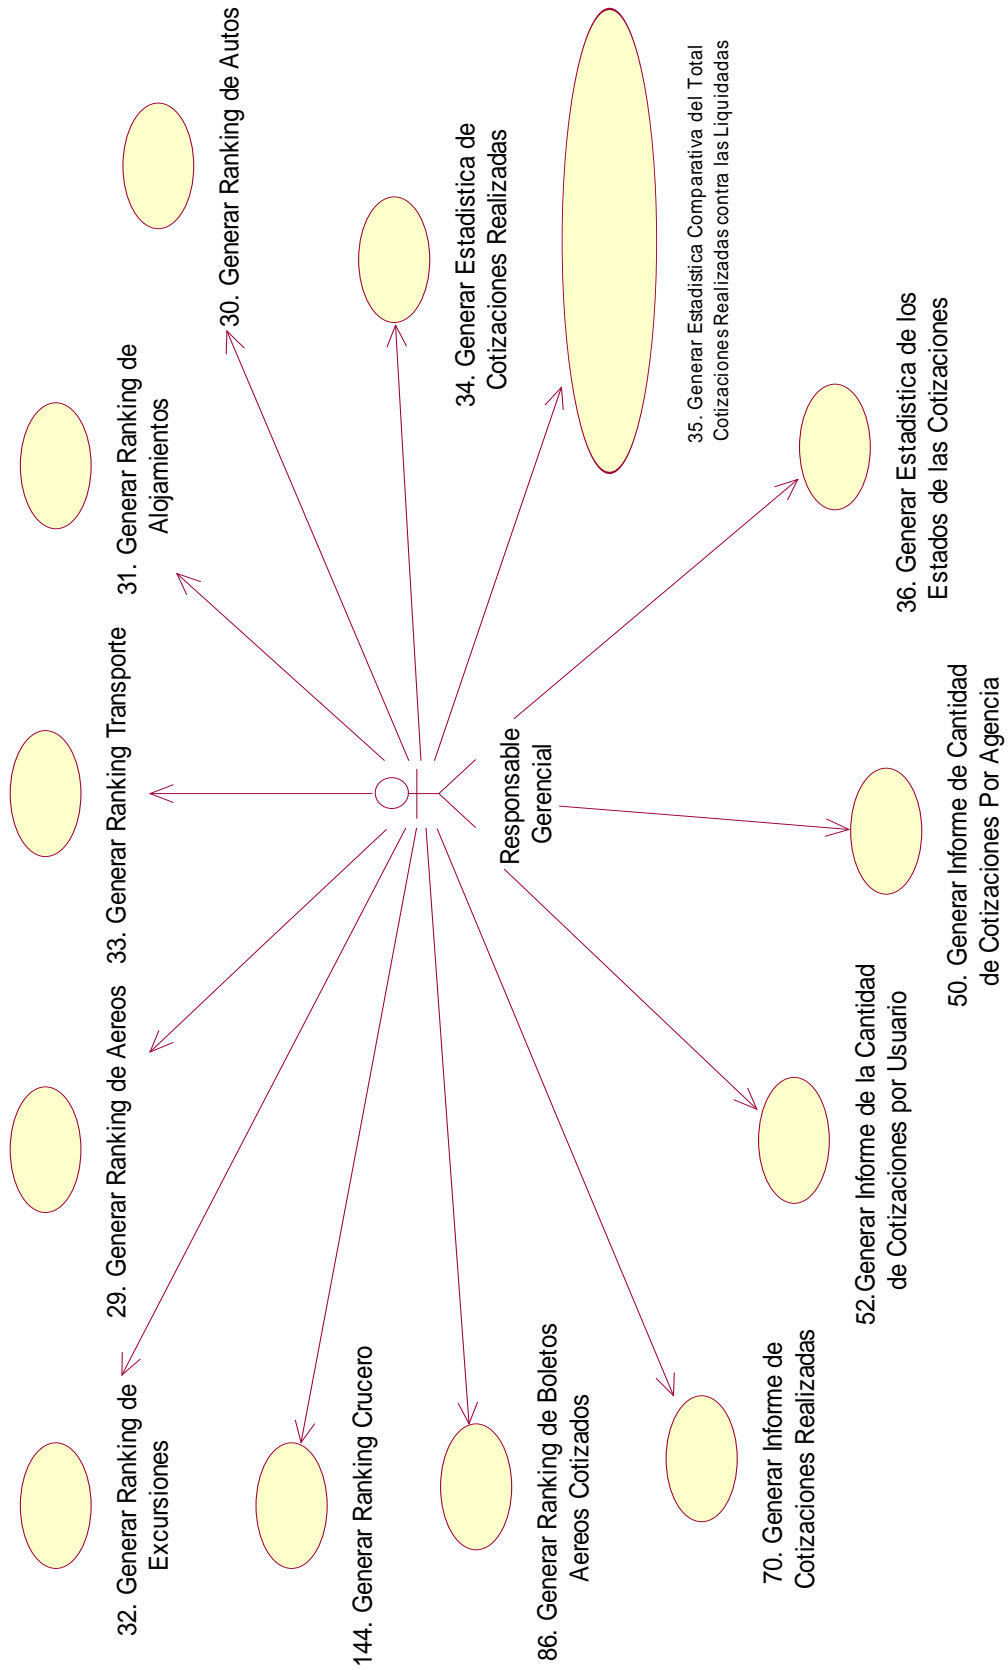 32. Generar Ranking de
Excursiones
29. Generar Ranking de Aereos
33. Generar Ranking Transporte
31. Generar Ranking de
Alojamientos
30. Generar Ranking de Autos
144. Generar Ranking Crucero
34. Generar Estadistica de
Cotizaciones Realizadas
86. Generar Ranking de Boletos
Aereos Cotizados
Responsable
Gerencial
35. Generar Estadistica Comparativa del Total
Cotizaciones Realizadas contra las Liquidadas
70. Generar Informe de
Cotizaciones Realizadas
52.Generar Informe de la Cantidad
de Cotizaciones por Usuario
50. Generar Informe de Cantidad
de Cotizaciones Por Agencia
36. Generar Estadistica de los
Estados de las Cotizaciones